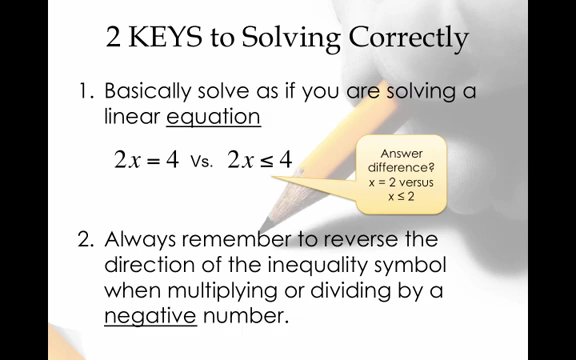 2 KEYS to Solving Correctly
1. Basically solve as if you are solving a
linear equation
2x = 4 Vs. 2x ≤ 4
Answer
difference?
x = 2 versus
x ≤ 2
2. Always remember to reverse the
direction of the inequality symbol
when multiplying or dividing by a
negative number.